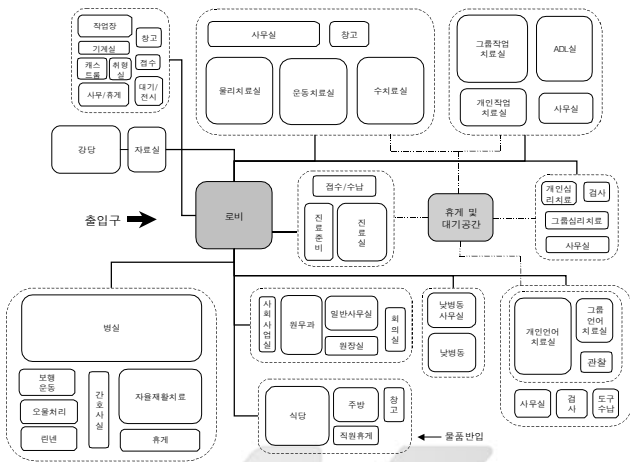 작업장
창고
기계실
캐스
트룸
취형
실
접수
사무/휴게
대기/
전시
사무실
창고
물리치료실
운동치료실
수치료실
그룹작업
치료실
ADL실
개인작업
치료실
사무실
강당
자료실
출입구
로비
접수/수납
진
료
준
비
진
료
실
휴게 및
대기공간
개인심
리치료
검사
그룹심리치료
사무실
병실
보행
운동
오물처리
린넨
간
호
사
실
자율재활치료
휴게
사
회
사
업
실
원무과
일반사무실
원장실
회
의
실
낮병동
사무실
낮병동
개인언어
치료실
그룹
언어
치료실
관찰
사무실
검
사
도구
수납
식당
주방
창
고
직원휴게
물품반입